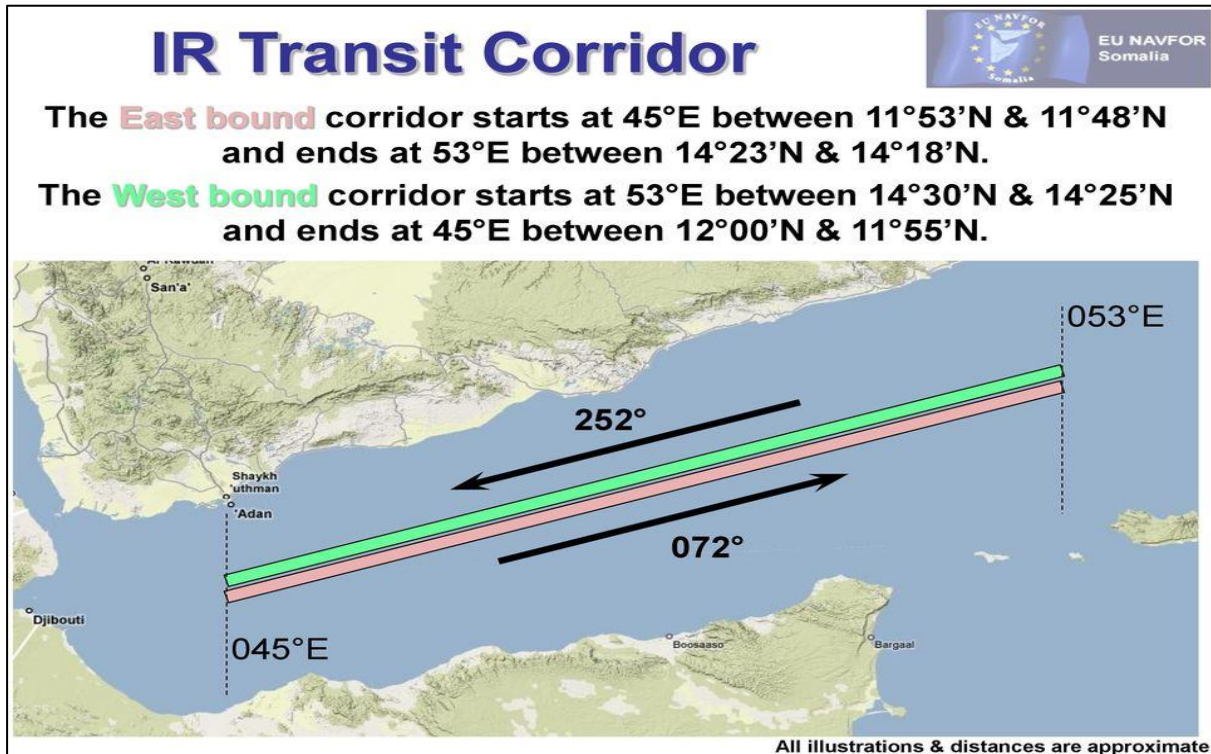 IR Transit Corridor
EU NAVFOR
Somalia
EU NAVFOR
Somalia
The East bound corridor starts at 45°E between 11°53’N & 11°48’N
and ends at 53°E between 14°23’N & 14°18’N.
The West bound corridor starts at 53°E between 14°30’N & 14°25’N
and ends at 45°E between 12°00’N & 11°55’N.
San'a'
053°E
252°
Shaykh
'uthman
'Adan
072°
Djibouti
045°E
Boosaaso
Bargaal
All illustrations & distances are approximate